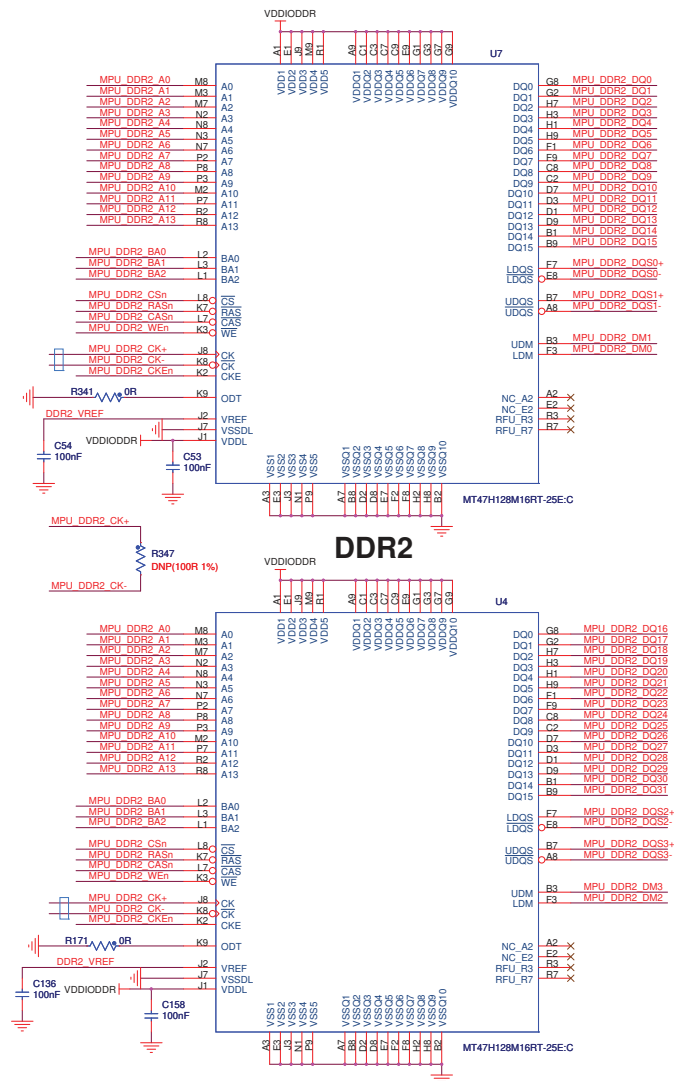 VDDIODDR
A1 E1 J9 M9 R1 A9 C1 C3 C7 C9 E9 G1 G3 G7 G9
U7
VDD1 VDD2 VDD3 VDD4 VDD5 VDDQ1 VDDQ2 VDDQ3 VDDQ4 VDDQ5 VDDQ6 VDDQ7 VDDQ8 VDDQ9 VDDQ10
MPU_DDR2_A0 M8 A0 DQ0 G8 MPU_DDR2_DQ0
MPU_DDR2_A1 M3 A1 DQ1 G2 MPU_DDR2_DQ1
MPU_DDR2_A2 M7 A2 DQ2 H7 MPU_DDR2_DQ2
MPU_DDR2_A3 N2 A3 DQ3 H3 MPU_DDR2_DQ3
MPU_DDR2_A4 N8 A4 DQ4 H1 MPU_DDR2_DQ4
MPU_DDR2_A5 N3 A5 DQ5 H9 MPU_DDR2_DQ5
MPU_DDR2_A6 N7 A6 DQ6 F1 MPU_DDR2_DQ6
MPU_DDR2_A7 P2 A7 DQ7 F9 MPU_DDR2_DQ7
MPU_DDR2_A8 P8 A8 DQ8 C8 MPU_DDR2_DQ8
MPU_DDR2_A9 P3 A9 DQ9 C2 MPU_DDR2_DQ9
MPU_DDR2_A10 M2 A10 DQ10 D7 MPU_DDR2_DQ10
MPU_DDR2_A11 P7 A11 DQ11 D3 MPU_DDR2_DQ11
MPU_DDR2_A12 R2 A12 DQ12 D1 MPU_DDR2_DQ12
MPU_DDR2_A13 R8 A13 DQ13 D9 MPU_DDR2_DQ13
DQ14 B1 MPU_DDR2_DQ14
DQ15 B9 MPU_DDR2_DQ15
MPU_DDR2_BA0 L2 BA0
MPU_DDR2_BA1 L3 BA1 LDQS F7 MPU_DDR2_DQS0+
MPU_DDR2_BA2 L1 BA2 LDQS E8 MPU_DDR2_DQS0-
MPU_DDR2_CSn L8 CS UDQS B7 MPU_DDR2_DQS1+
MPU_DDR2_RASn K7 RAS UDQS A8 MPU_DDR2_DQS1-
MPU_DDR2_CASn L7 CAS
MPU_DDR2_WEn K3 WE
UDM B3 MPU_DDR2_DM1
MPU_DDR2_CK+ J8 CK LDM F3 MPU_DDR2_DM0
MPU_DDR2_CK- K8 CK
MPU_DDR2_CKEn K2 CKE
R341 0R K9 ODT NC_A2 A2
NC_E2 E2
DDR2_VREF J2 VREF RFU_R3 R3
J7 VSSDL RFU_R7 R7
VDDIODDR J1 VDDL
C54
100nF
C53
100nF
VSS1 VSS2 VSS3 VSS4 VSS5 VSSQ1 VSSQ2 VSSQ3 VSSQ4 VSSQ5 VSSQ6 VSSQ7 VSSQ8 VSSQ9 VSSQ10
A3 E3 J3 N1 P9 A7 B8 D2 D8 E7 F2 F8 H2 H8 B2
MT47H128M16RT-25E:C
MPU_DDR2_CK+
R347
DNP(100R 1%)
MPU_DDR2_CK-
DDR2
VDDIODDR
A1 E1 J9 M9 R1 A9 C1 C3 C7 C9 E9 G1 G3 G7 G9
U4
VDD1 VDD2 VDD3 VDD4 VDD5 VDDQ1 VDDQ2 VDDQ3 VDDQ4 VDDQ5 VDDQ6 VDDQ7 VDDQ8 VDDQ9 VDDQ10
MPU_DDR2_A0 M8 A0 DQ0 G8 MPU_DDR2_DQ16
MPU_DDR2_A1 M3 A1 DQ1 G2 MPU_DDR2_DQ17
MPU_DDR2_A2 M7 A2 DQ2 H7 MPU_DDR2_DQ18
MPU_DDR2_A3 N2 A3 DQ3 H3 MPU_DDR2_DQ19
MPU_DDR2_A4 N8 A4 DQ4 H1 MPU_DDR2_DQ20
MPU_DDR2_A5 N3 A5 DQ5 H9 MPU_DDR2_DQ21
MPU_DDR2_A6 N7 A6 DQ6 F1 MPU_DDR2_DQ22
MPU_DDR2_A7 P2 A7 DQ7 F9 MPU_DDR2_DQ23
MPU_DDR2_A8 P8 A8 DQ8 C8 MPU_DDR2_DQ24
MPU_DDR2_A9 P3 A9 DQ9 C2 MPU_DDR2_DQ25
MPU_DDR2_A10 M2 A10 DQ10 D7 MPU_DDR2_DQ26
MPU_DDR2_A11 P7 A11 DQ11 D3 MPU_DDR2_DQ27
MPU_DDR2_A12 R2 A12 DQ12 D1 MPU_DDR2_DQ28
MPU_DDR2_A13 R8 A13 DQ13 D9 MPU_DDR2_DQ29
DQ14 B1 MPU_DDR2_DQ30
DQ15 B9 MPU_DDR2_DQ31
MPU_DDR2_BA0 L2 BA0
MPU_DDR2_BA1 L3 BA1 LDQS F7 MPU_DDR2_DQS2+
MPU_DDR2_BA2 L1 BA2 LDQS E8 MPU_DDR2_DQS2-
MPU_DDR2_CSn L8 CS UDQS B7 MPU_DDR2_DQS3+
MPU_DDR2_RASn K7 RAS UDQS A8 MPU_DDR2_DQS3-
MPU_DDR2_CASn L7 CAS
MPU_DDR2_WEn K3 WE
UDM B3 MPU_DDR2_DM3
MPU_DDR2_CK+ J8 CK LDM F3 MPU_DDR2_DM2
MPU_DDR2_CK- K8 CK
MPU_DDR2_CKEn K2 CKE
R171 0R K9 ODT NC_A2 A2
NC_E2 E2
DDR2_VREF J2 VREF RFU_R3 R3
J7 VSSDL RFU_R7 R7
VDDIODDR J1 VDDL
C136
100nF
C158
100nF
VSS1 VSS2 VSS3 VSS4 VSS5 VSSQ1 VSSQ2 VSSQ3 VSSQ4 VSSQ5 VSSQ6 VSSQ7 VSSQ8 VSSQ9 VSSQ10
A3 E3 J3 N1 P9 A7 B8 D2 D8 E7 F2 F8 H2 H8 B2
MT47H128M16RT-25E:C